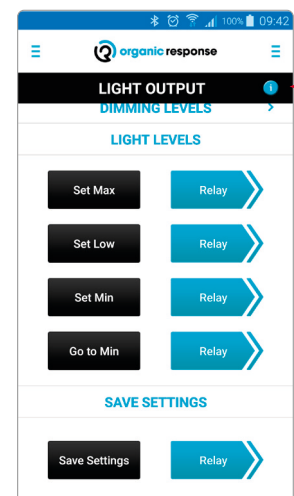 100% 09:42
organic response
LIGHT OUTPUT i
DIMMING LEVELS >
LIGHT LEVELS
Set Max Relay
Set Low Relay
Set Min Relay
Go to Min Relay
SAVE SETTINGS
Save Settings Relay